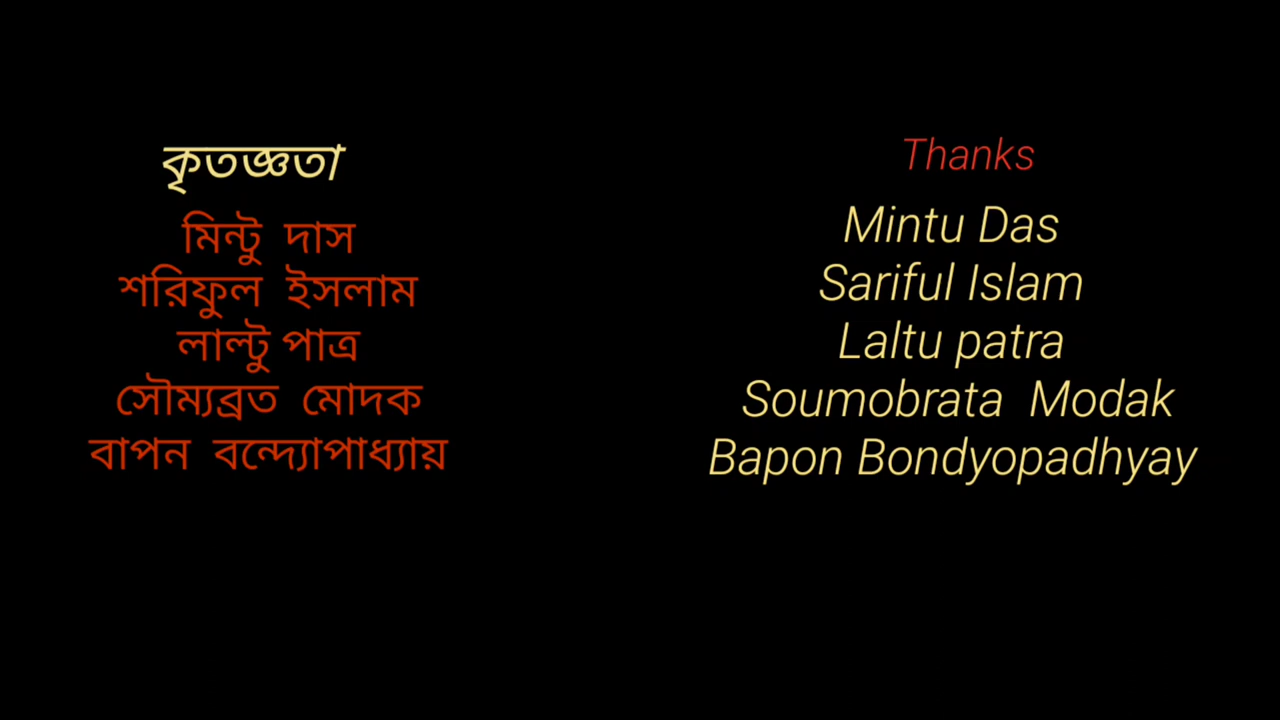 কৃতজ্ঞতা
মিন্টু দাস
শরিফুল ইসলাম
লাল্টু পাত্র
সৌম্যব্রত মোদক
বাপন বন্দ্যোপাধ্যায়
Thanks
Mintu Das
Sariful Islam
Laltu patra
Soumobrata Modak
Bapon Bondyopadhyay